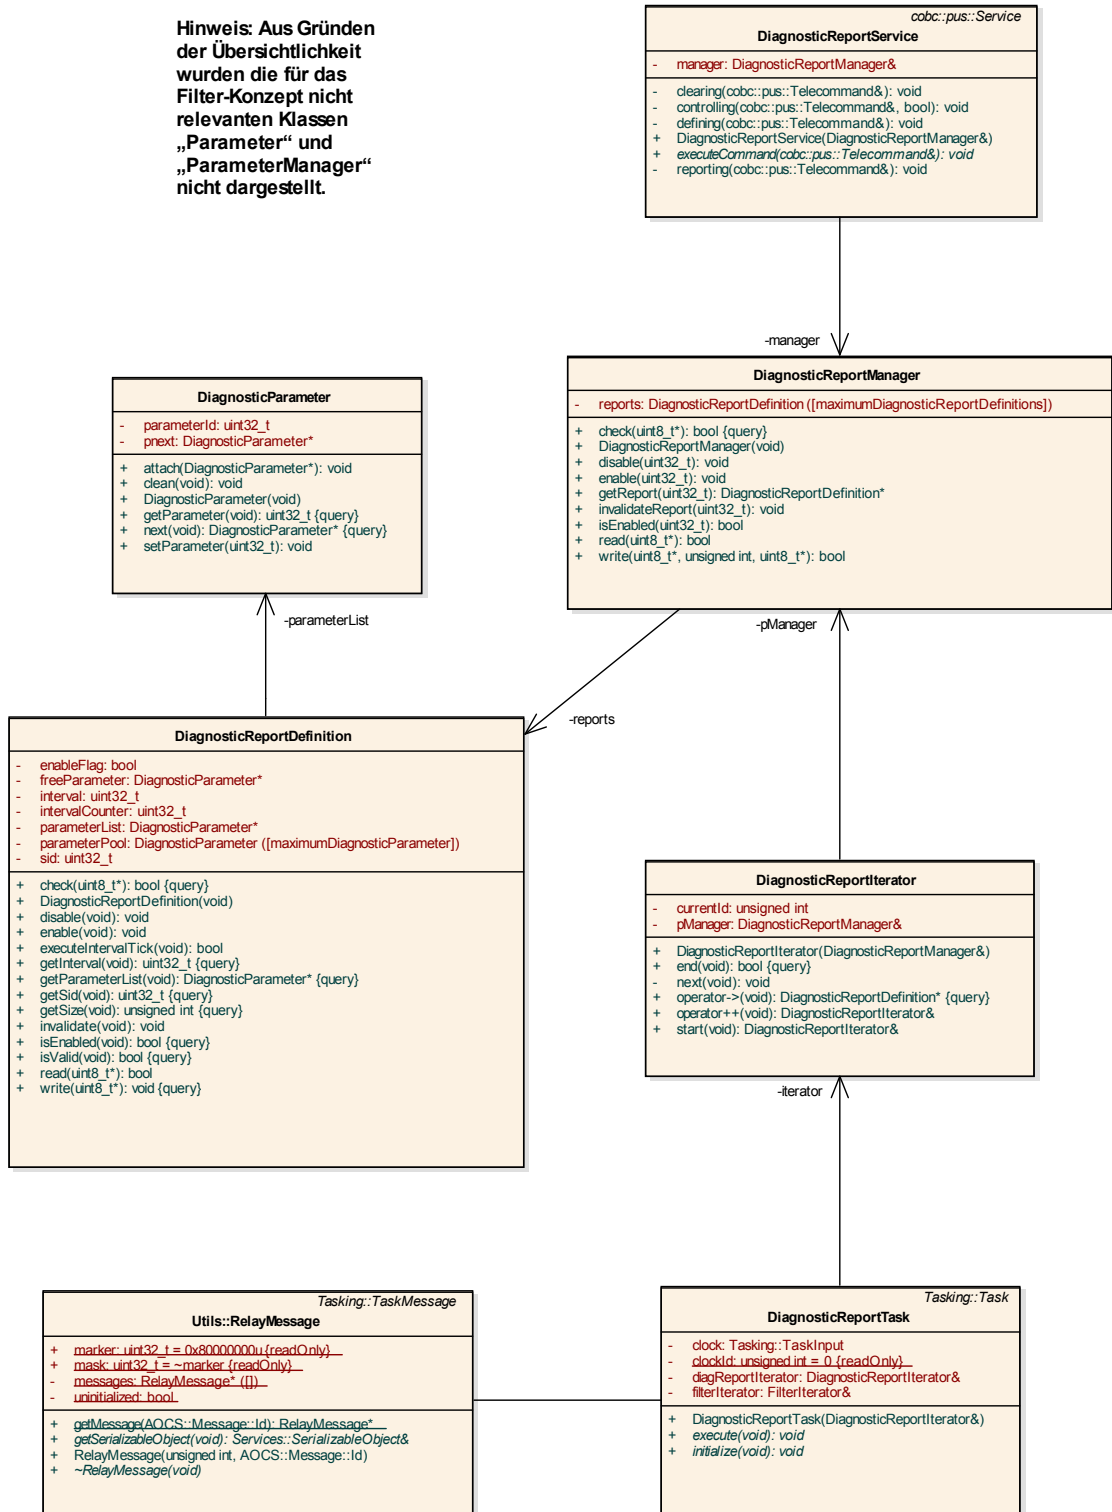 Hinweis: Aus Gründen
der Übersichtlichkeit
wurden die für das
Filter-Konzept nicht
relevanten Klassen
„Parameter“ und
„ParameterManager“
nicht dargestellt.
cobc::pus::Service
DiagnosticReportService
- manager: DiagnosticReportManager&
- clearing(cobc::pus::Telecommand&): void
- controlling(cobc::pus::Telecommand&, bool): void
- defining(cobc::pus::Telecommand&): void
+ DiagnosticReportService(DiagnosticReportManager&)
+ executeCommand(cobc::pus::Telecommand&): void
- reporting(cobc::pus::Telecommand&): void
-manager
DiagnosticReportManager
- reports: DiagnosticReportDefinition ([maximumDiagnosticReportDefinitions])
+ check(uint8_t*): bool {query}
+ DiagnosticReportManager(void)
+ disable(uint32_t): void
+ enable(uint32_t): void
+ getReport(uint32_t): DiagnosticReportDefinition*
+ invalidateReport(uint32_t): void
+ isEnabled(uint32_t): bool
+ read(uint8_t*): bool
+ write(uint8_t*, unsigned int, uint8_t*): bool
DiagnosticParameter
- parameterId: uint32_t
- pnext: DiagnosticParameter*
+ attach(DiagnosticParameter*): void
+ clean(void): void
+ DiagnosticParameter(void)
+ getParameter(void): uint32_t {query}
+ next(void): DiagnosticParameter* {query}
+ setParameter(uint32_t): void
-parameterList
-pManager
-reports
DiagnosticReportDefinition
- enableFlag: bool
- freeParameter: DiagnosticParameter*
- interval: uint32_t
- intervalCounter: uint32_t
- parameterList: DiagnosticParameter*
- parameterPool: DiagnosticParameter ([maximumDiagnosticParameter])
- sid: uint32_t
+ check(uint8_t*): bool {query}
+ DiagnosticReportDefinition(void)
+ disable(void): void
+ enable(void): void
+ executeIntervalTick(void): bool
+ getInterval(void): uint32_t {query}
+ getParameterList(void): DiagnosticParameter* {query}
+ getSid(void): uint32_t {query}
+ getSize(void): unsigned int {query}
+ invalidate(void): void
+ isEnabled(void): bool {query}
+ isValid(void): bool {query}
+ read(uint8_t*): bool
+ write(uint8_t*): void {query}
DiagnosticReportIterator
- currentId: unsigned int
- pManager: DiagnosticReportManager&
+ DiagnosticReportIterator(DiagnosticReportManager&)
+ end(void): bool {query}
- next(void): void
+ operator->(void): DiagnosticReportDefinition* {query}
+ operator++(void): DiagnosticReportIterator&
+ start(void): DiagnosticReportIterator&
-iterator
Tasking::TaskMessage
Utils::RelayMessage
+ marker: uint32_t = 0x80000000u {readOnly}
+ mask: uint32_t = ~marker {readOnly}
- messages: RelayMessage* ([])
- uninitialized: bool
+ getMessage(AOCS::Message::Id): RelayMessage*
+ getSerializableObject(void): Services::SerializableObject&
+ RelayMessage(unsigned int, AOCS::Message::Id)
+ ~RelayMessage(void)
Tasking::Task
DiagnosticReportTask
- clock: Tasking::TaskInput
- clockId: unsigned int = 0 {readOnly}
- diagReportIterator: DiagnosticReportIterator&
- filterIterator: FilterIterator&
+ DiagnosticReportTask(DiagnosticReportIterator&)
+ execute(void): void
+ initialize(void): void